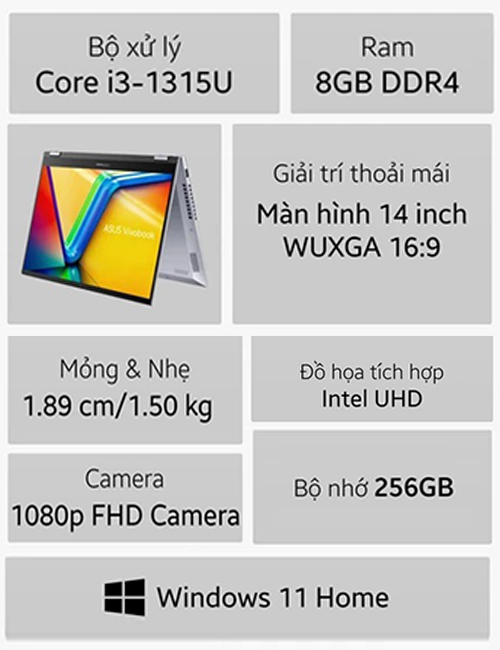 Bộ xử lý
Core i3-1315U
Ram
8GB DDR4
ASUS Vivobook
Giải trí thoải mái
Màn hình 14 inch
WUXGA 16:9
Mỏng & Nhẹ
1.89 cm/1.50 kg
Đồ họa tích hợp
Intel UHD
Camera
1080p FHD Camera
Bộ nhớ 256GB
Windows 11 Home